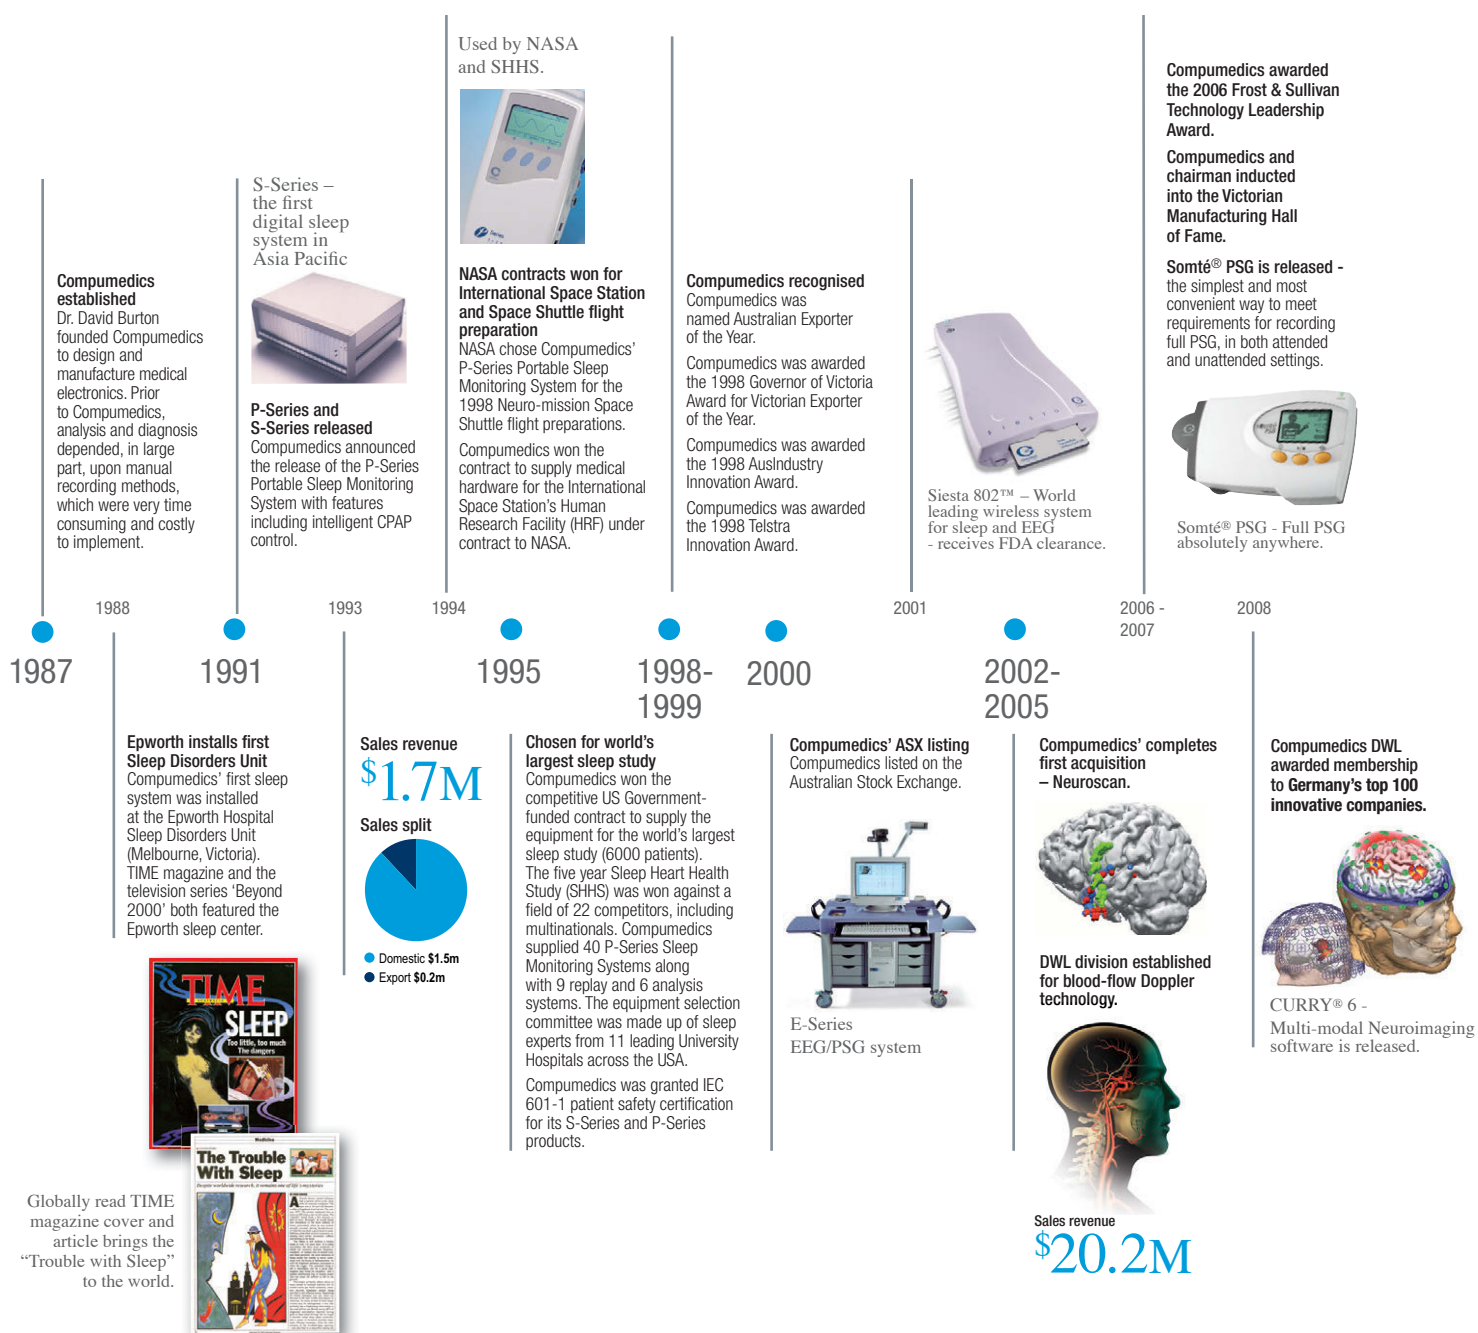 Used by NASA
and SHHS.
Compumedics awarded
the 2006 Frost & Sullivan
Technology Leadership
Award.
Compumedics and
chairman inducted
into the Victorian
Manufacturing Hall
of Fame.
Somté® PSG is released -
the simplest and most
convenient way to meet
requirements for recording
full PSG, in both attended
and unattended settings.
S-Series –
the first
digital sleep
system in
Asia Pacific
Compumedics
established
Dr. David Burton
founded Compumedics
to design and
manufacture medical
electronics. Prior
to Compumedics,
analysis and diagnosis
depended, in large
part, upon manual
recording methods,
which were very time
consuming and costly
to implement.
P-Series and
S-Series released
Compumedics announced
the release of the P-Series
Portable Sleep Monitoring
System with features
including intelligent CPAP
control.
NASA contracts won for
International Space Station
and Space Shuttle flight
preparation
NASA chose Compumedics’
P-Series Portable Sleep
Monitoring System for the
1998 Neuro-mission Space
Shuttle flight preparations.
Compumedics won the
contract to supply medical
hardware for the International
Space Station’s Human
Research Facility (HRF) under
contract to NASA.
Compumedics recognised
Compumedics was
named Australian Exporter
of the Year.
Compumedics was awarded
the 1998 Governor of Victoria
Award for Victorian Exporter
of the Year.
Compumedics was awarded
the 1998 AusIndustry
Innovation Award.
Compumedics was awarded
the 1998 Telstra
Innovation Award.
Siesta 802™ – World
leading wireless system
for sleep and EEG
- receives FDA clearance.
Somté® PSG - Full PSG
absolutely anywhere.
1988
1993
1994
2001
2006 -
2007
2008
1987
1991
1995
1998-
1999
2000
2002-
2005
Epworth installs first
Sleep Disorders Unit
Compumedics’ first sleep
system was installed
at the Epworth Hospital
Sleep Disorders Unit
(Melbourne, Victoria).
TIME magazine and the
television series ‘Beyond
2000’ both featured the
Epworth sleep center.
TIME
SLEEP
Too little, too much
The dangers
The Trouble
With Sleep
Globally read TIME
magazine cover and
article brings the
“Trouble with Sleep”
to the world.
Sales revenue
$1.7M
Sales split
Domestic $1.5m
Export $0.2m
Chosen for world’s
largest sleep study
Compumedics won the
competitive US Government-
funded contract to supply the
equipment for the world’s largest
sleep study (6000 patients).
The five year Sleep Heart Health
Study (SHHS) was won against a
field of 22 competitors, including
multinationals. Compumedics
supplied 40 P-Series Sleep
Monitoring Systems along
with 9 replay and 6 analysis
systems. The equipment selection
committee was made up of sleep
experts from 11 leading University
Hospitals across the USA.
Compumedics was granted IEC
601-1 patient safety certification
for its S-Series and P-Series
products.
Compumedics’ ASX listing
Compumedics listed on the
Australian Stock Exchange.
E-Series
EEG/PSG system
Compumedics’ completes
first acquisition
– Neuroscan.
DWL division established
for blood-flow Doppler
technology.
Sales revenue
$20.2M
Compumedics DWL
awarded membership
to Germany’s top 100
innovative companies.
CURRY® 6 -
Multi-modal Neuroimaging
software is released.